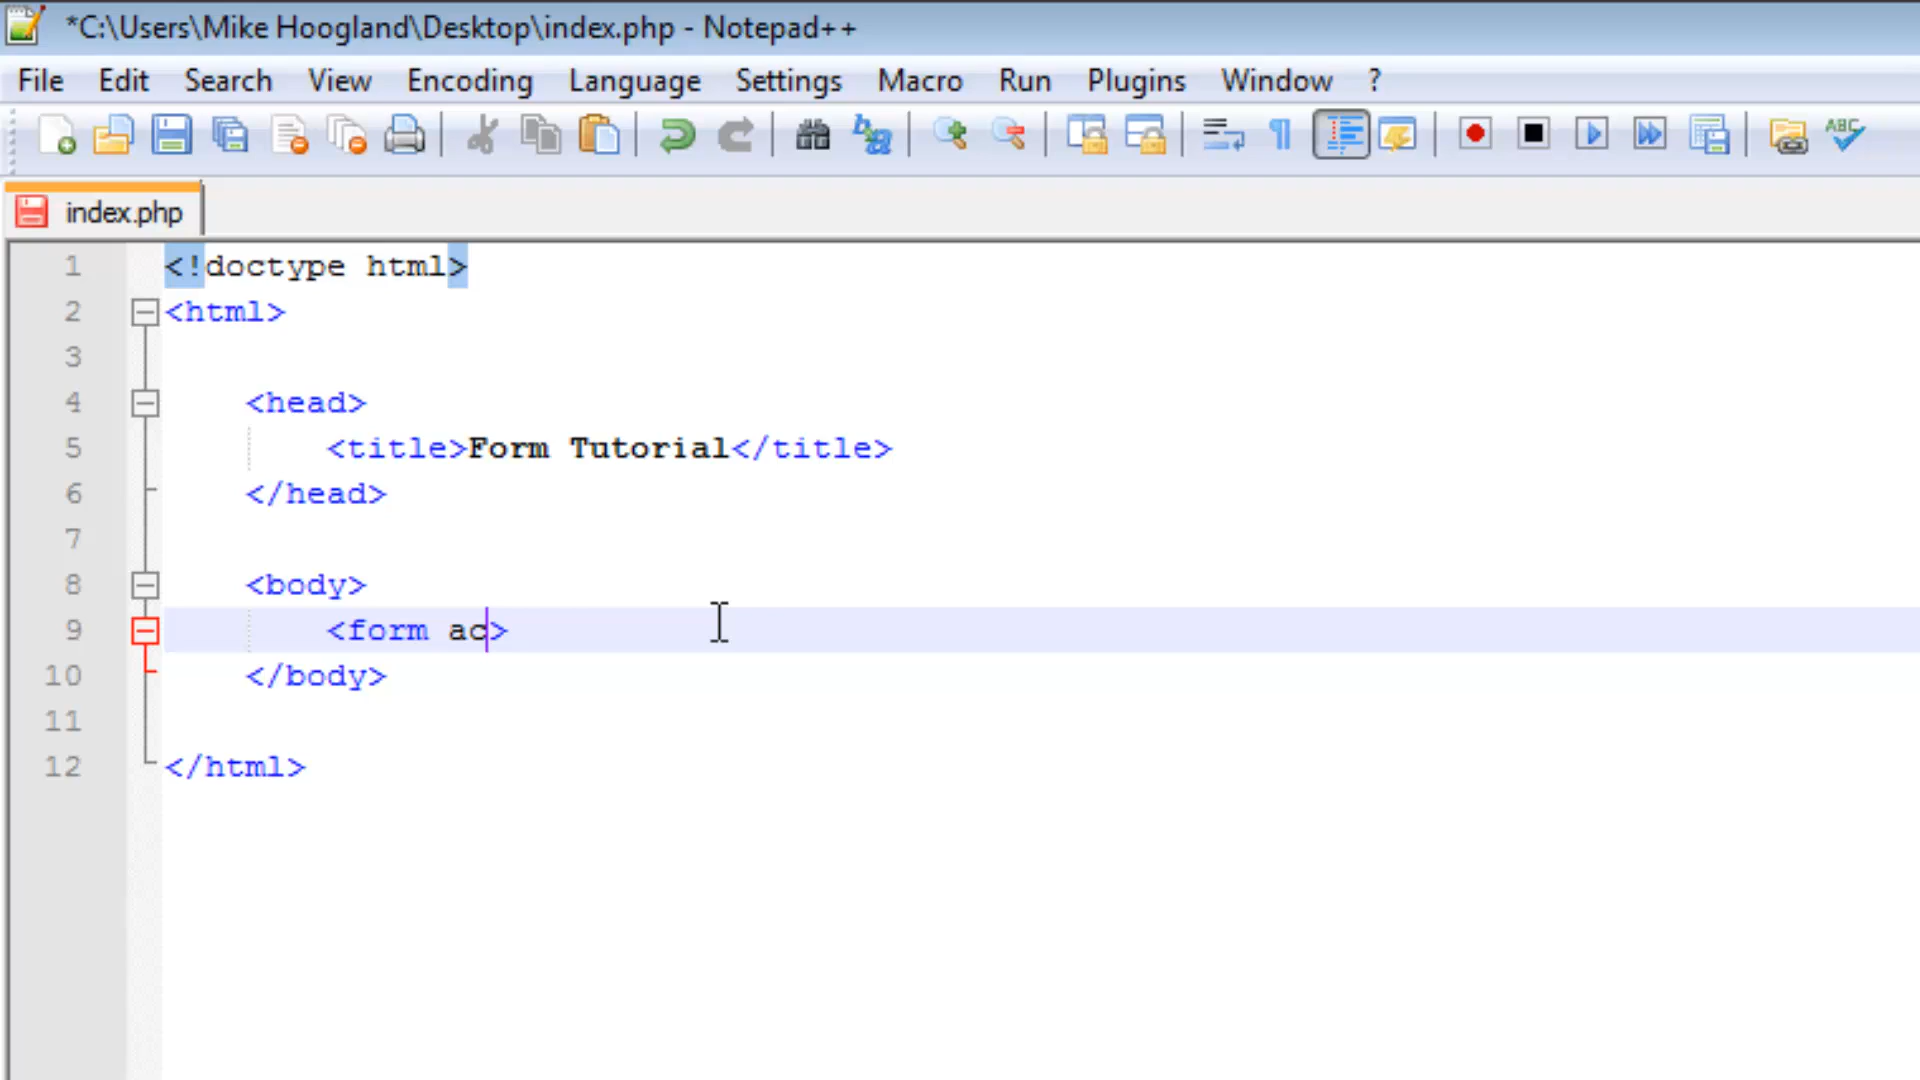 *C:\Users\Mike Hoogland\Desktop\index.php - Notepad++
File Edit Search View Encoding Language Settings Macro Run Plugins Window ?
ABC
index.php
1 <!doctype html>
2 <html>
3
4 <head>
5 <title>Form Tutorial</title>
6 </head>
7
8 <body>
9 <form ac>
10 </body>
11
12 </html>